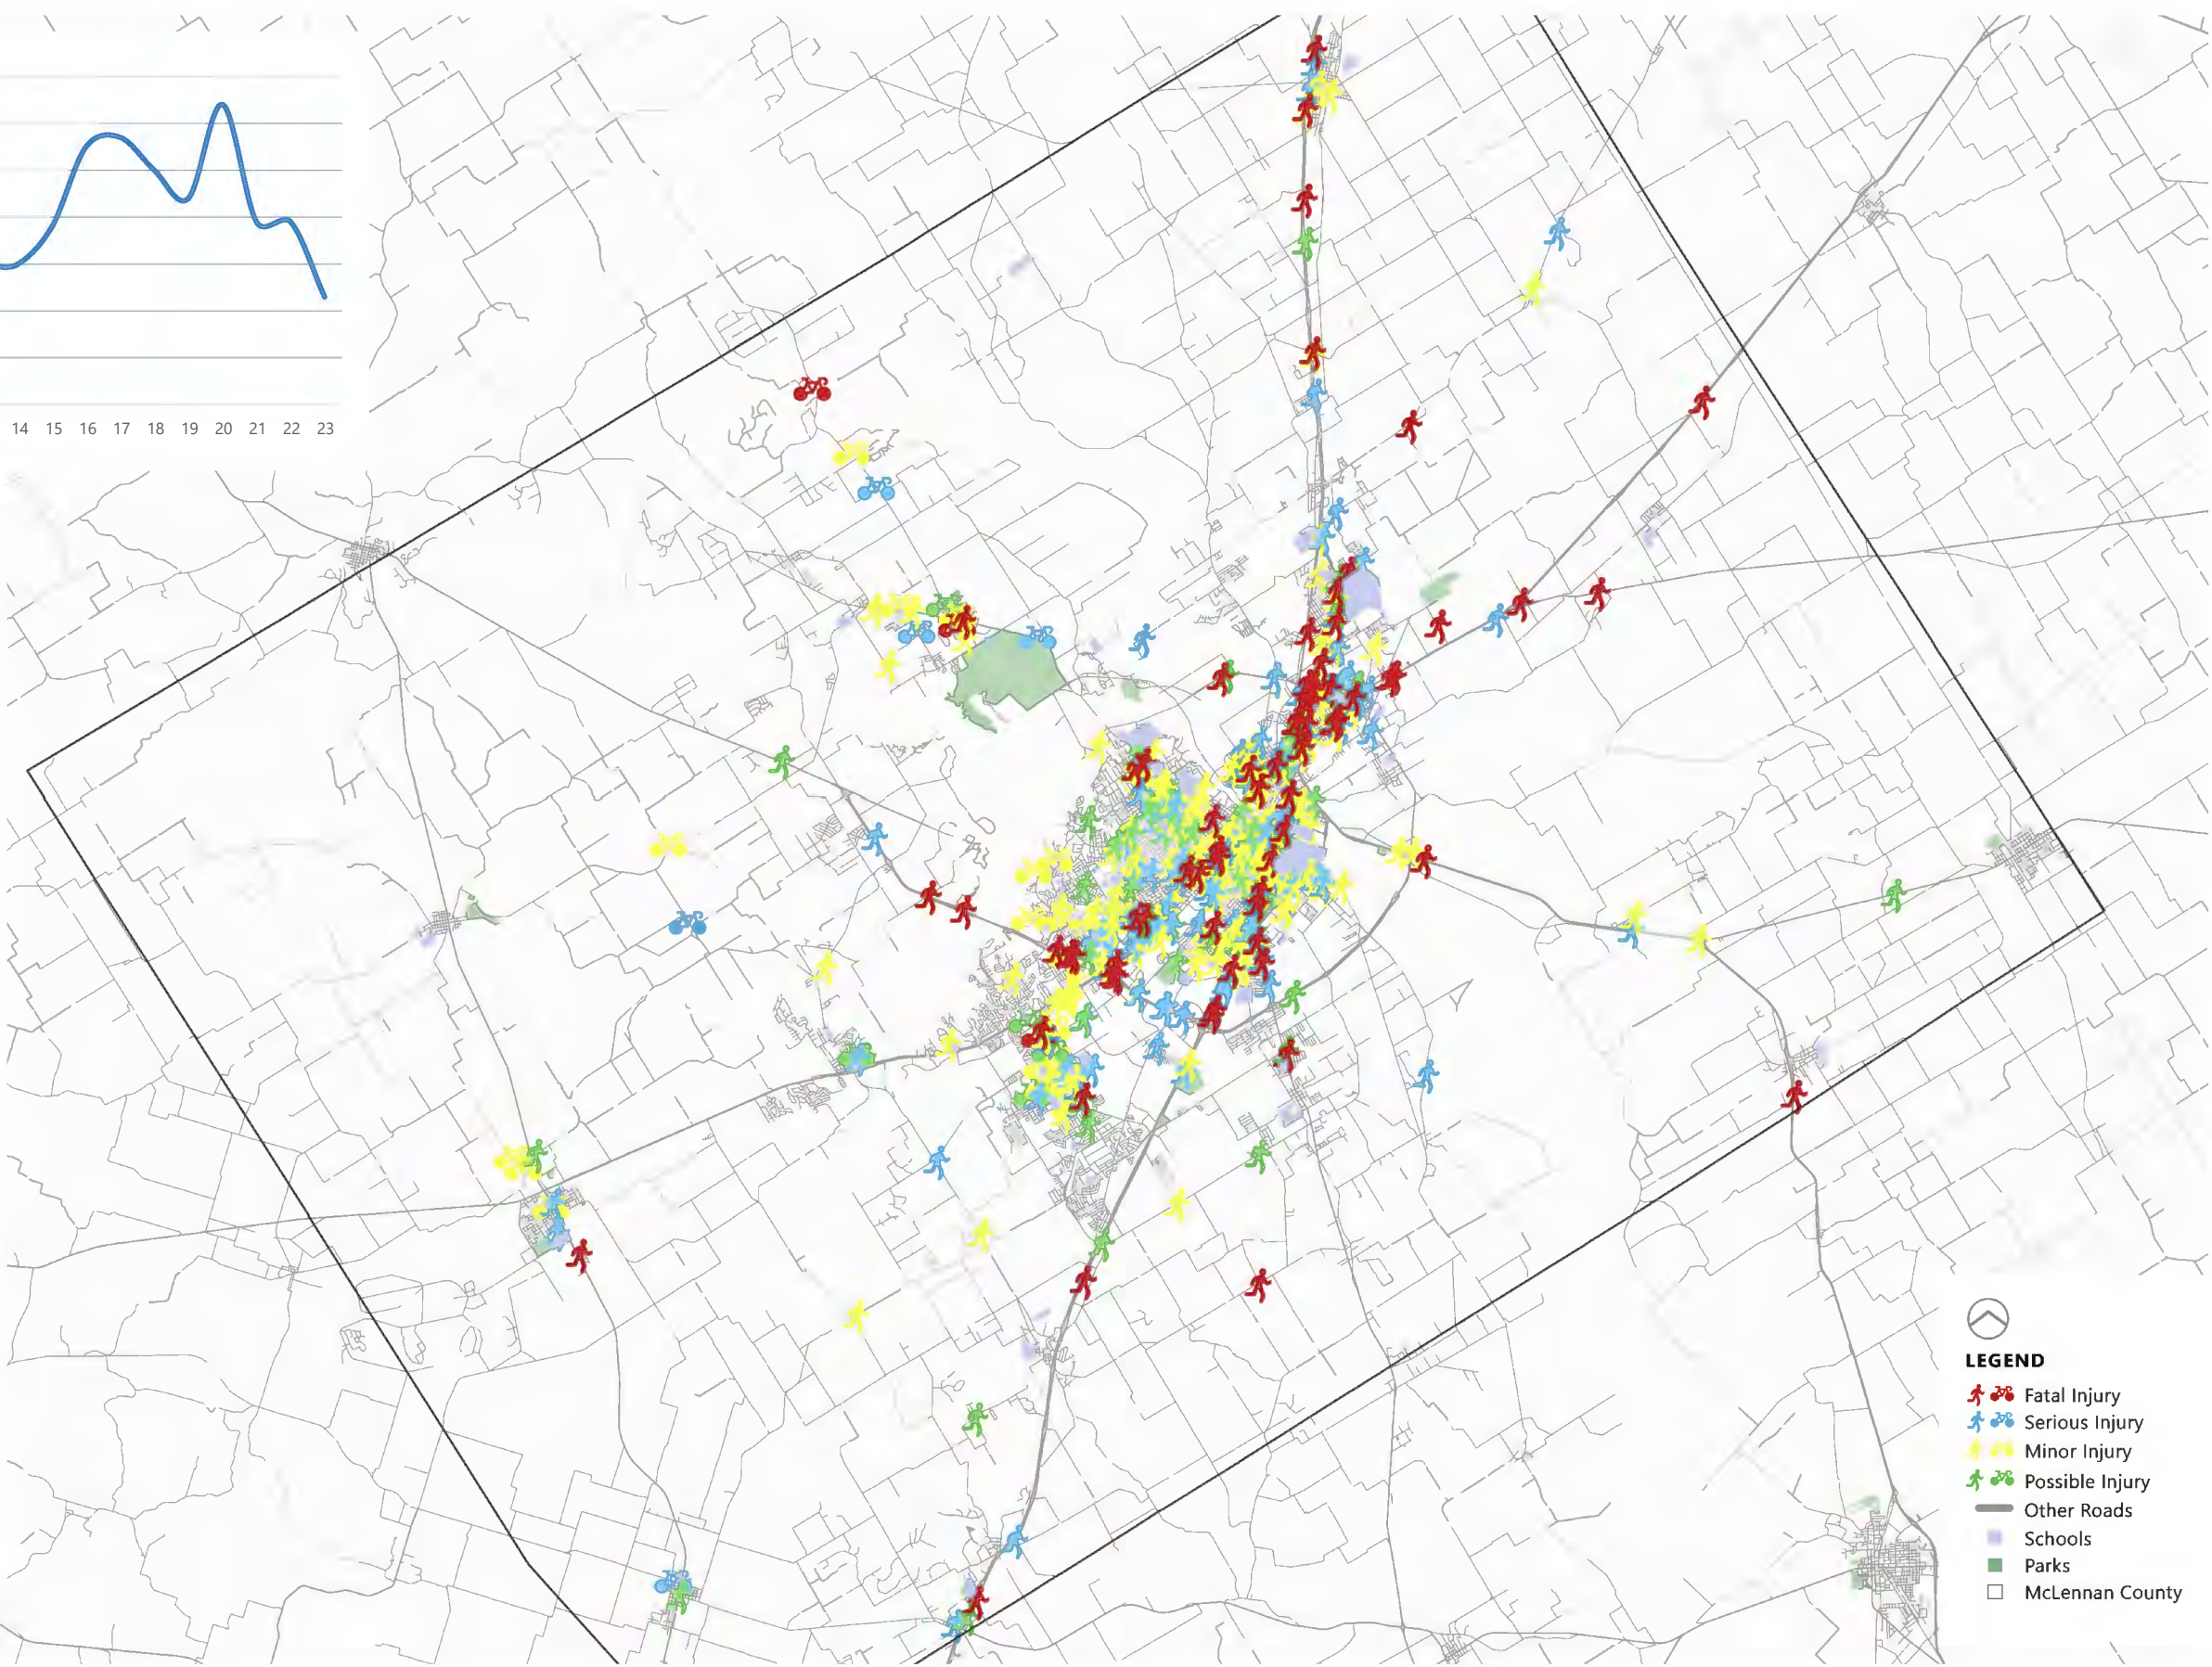 14 15 16 17 18 19 20 21 22 23
LEGEND
Fatal Injury
Serious Injury
Minor Injury
Possible Injury
Other Roads
Schools
Parks
McLennan County